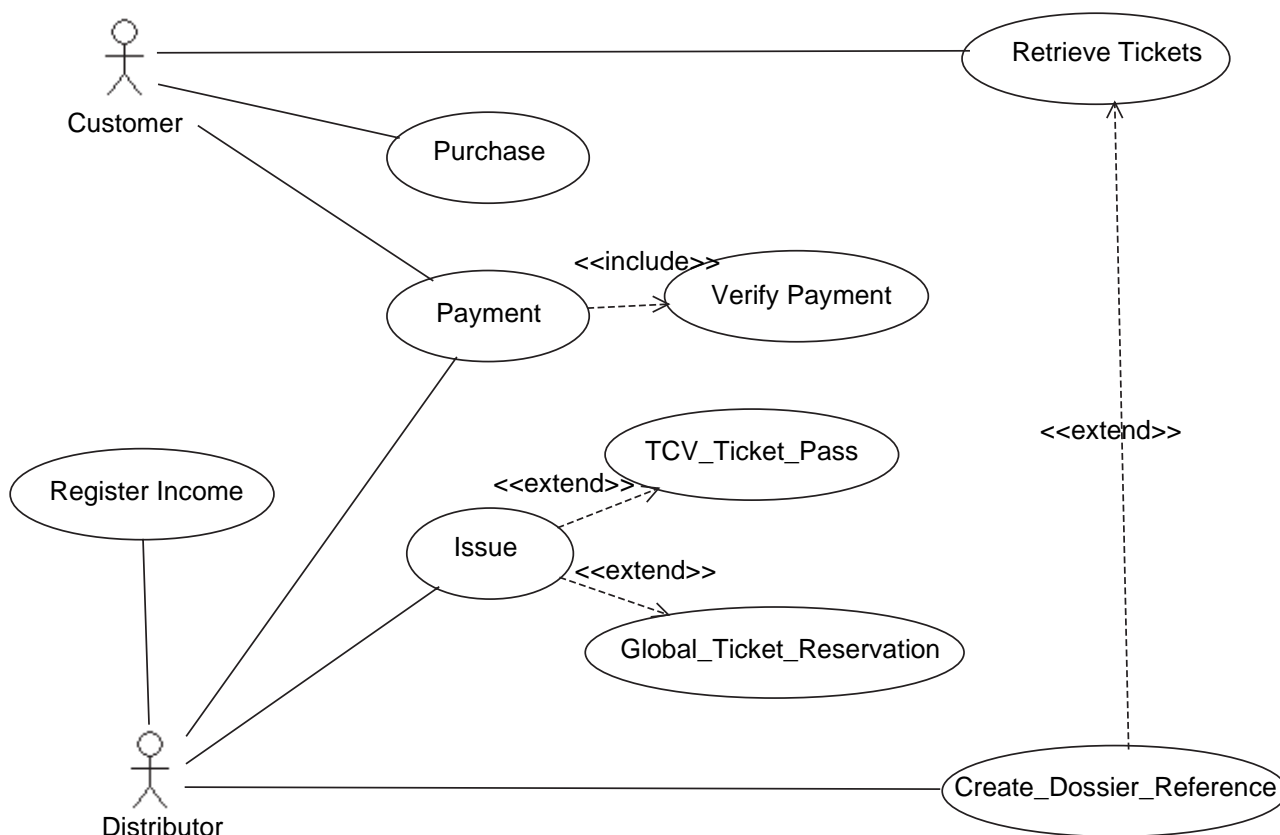 Retrieve Tickets
Customer
Purchase
<<include>>
Verify Payment
Payment
<<extend>>
TCV_Ticket_Pass
<<extend>>
Register Income
Issue
<<extend>>
Global_Ticket_Reservation
Create_Dossier_Reference
Distributor